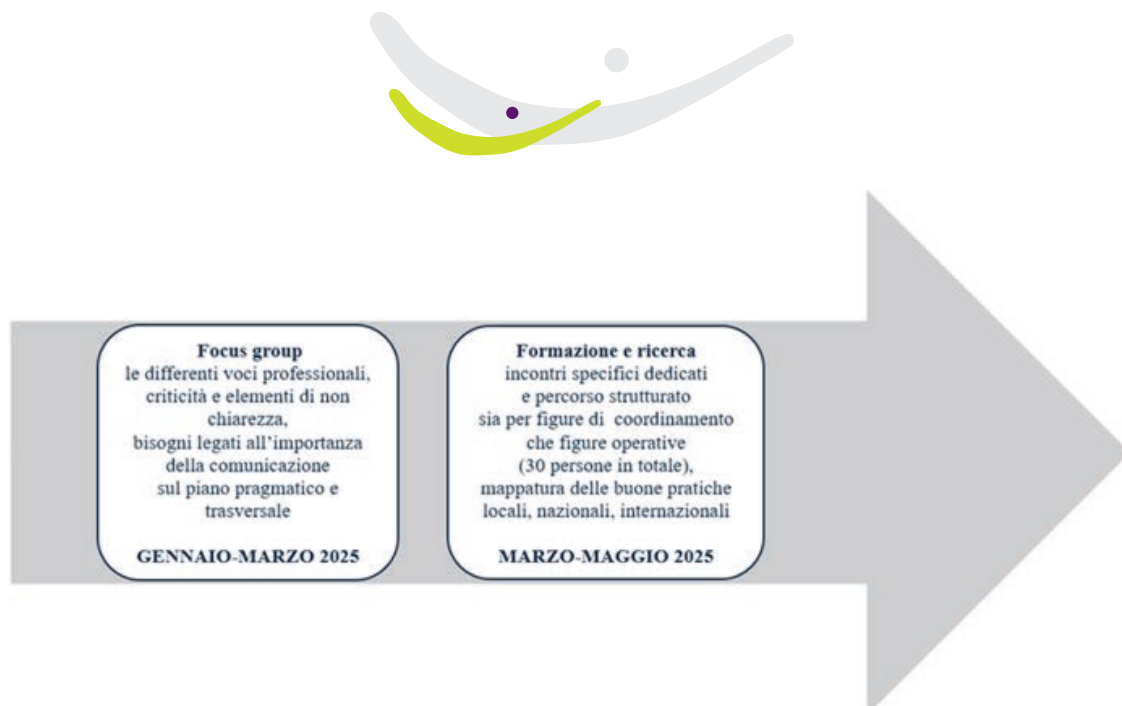 Focus group
le differenti voci professionali,
criticità e elementi di non
chiarezza,
bisogni legati all’importanza
della comunicazione
sul piano pragmatico e
trasversale
GENNAIO-MARZO 2025
Formazione e ricerca
incontri specifici dedicati
e percorso strutturato
sia per figure di coordinamento
che figure operative
(30 persone in totale),
mappatura delle buone pratiche
locali, nazionali, internazionali
MARZO-MAGGIO 2025